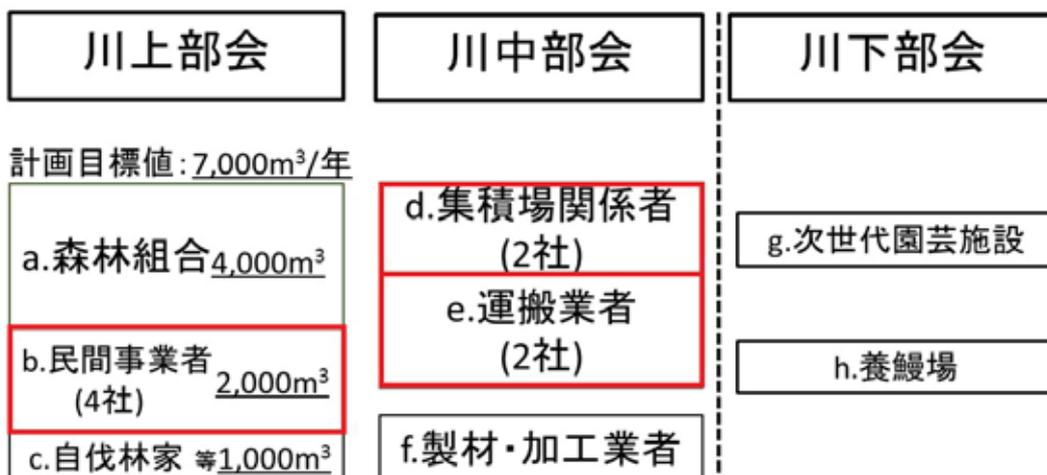 川上部会
川中部会
川下部会
計画目標値:7,000m³/年
a.森林組合4,000m³
b.民間事業者
(4社)
2,000m³
c.自伐林家 等1,000m³
d.集積場関係者
(2社)
e.運搬業者
(2社)
f.製材・加工業者
g.次世代園芸施設
h.養鰻場